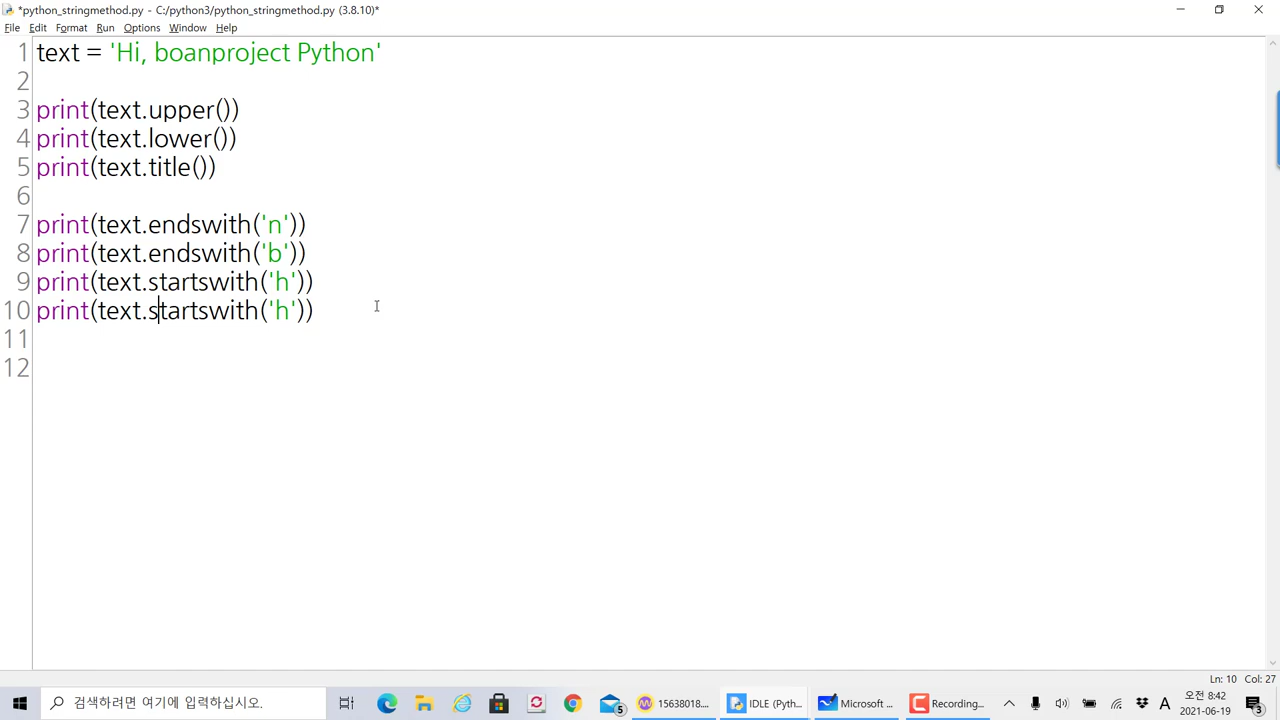 *python_stringmethod.py - C:/python3/python_stringmethod.py (3.8.10)*
File Edit Format Run Options Window Help
1 text = 'Hi, boanproject Python'
2
3 print(text.upper())
4 print(text.lower())
5 print(text.title())
6
7 print(text.endswith('n'))
8 print(text.endswith('b'))
9 print(text.startswith('h'))
10 print(text.startswith('h'))
11
12
Ln: 10 Col: 27
검색하려면 여기에 입력하십시오.
5
15638018...
IDLE (Pyth...
Microsoft ...
Recording...
A
오전 8:42
2021-06-19
3